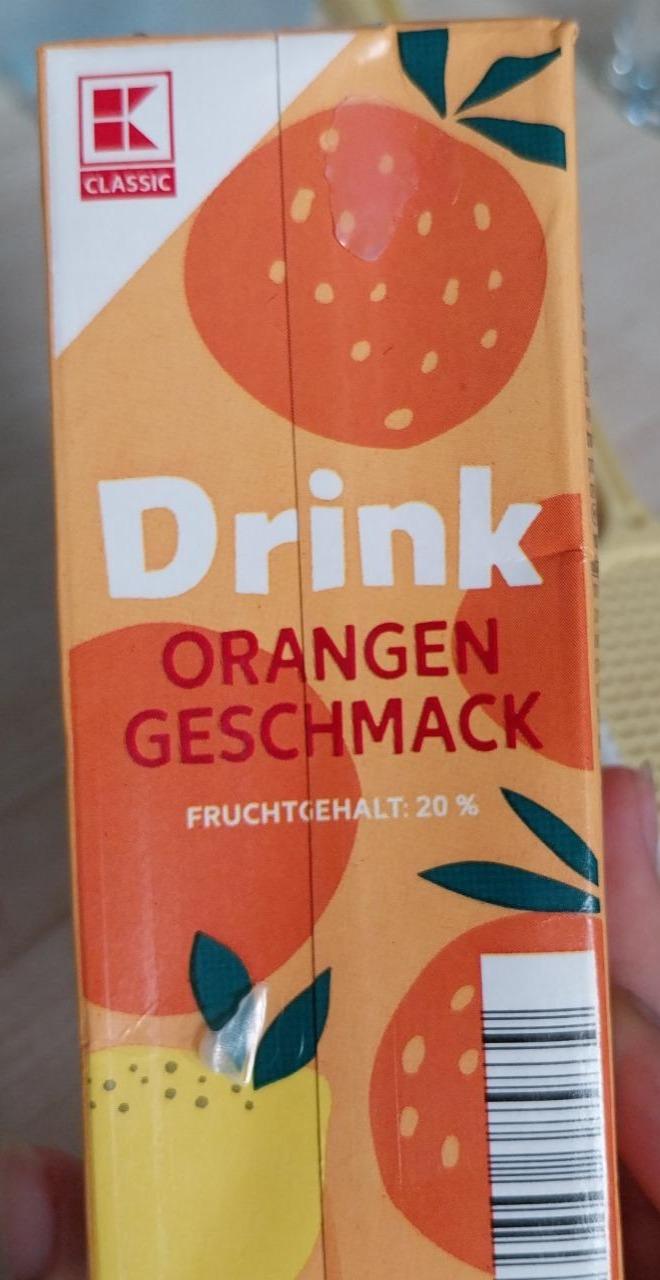 K
CLASSIC
Drink
ORANGEN
GESCHMACK
FRUCHTGEHALT: 20 %